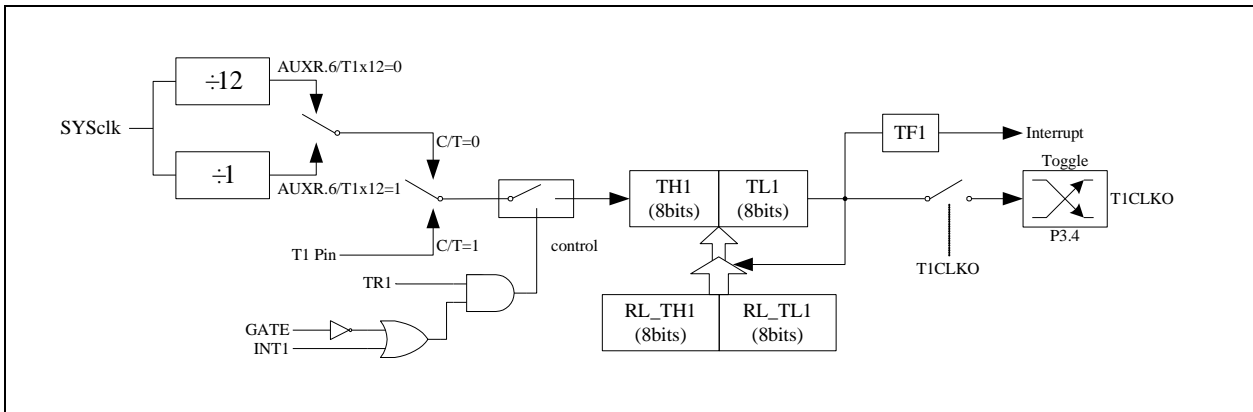 ÷12
AUXR.6/T1x12=0
SYSclk
÷1
AUXR.6/T1x12=1
C/T=0
C/T=1
T1 Pin
control
TR1
GATE
INT1
TH1
(8bits)
TL1
(8bits)
RL_TH1
(8bits)
RL_TL1
(8bits)
TF1
Interrupt
Toggle
T1CLKO
P3.4
T1CLKO